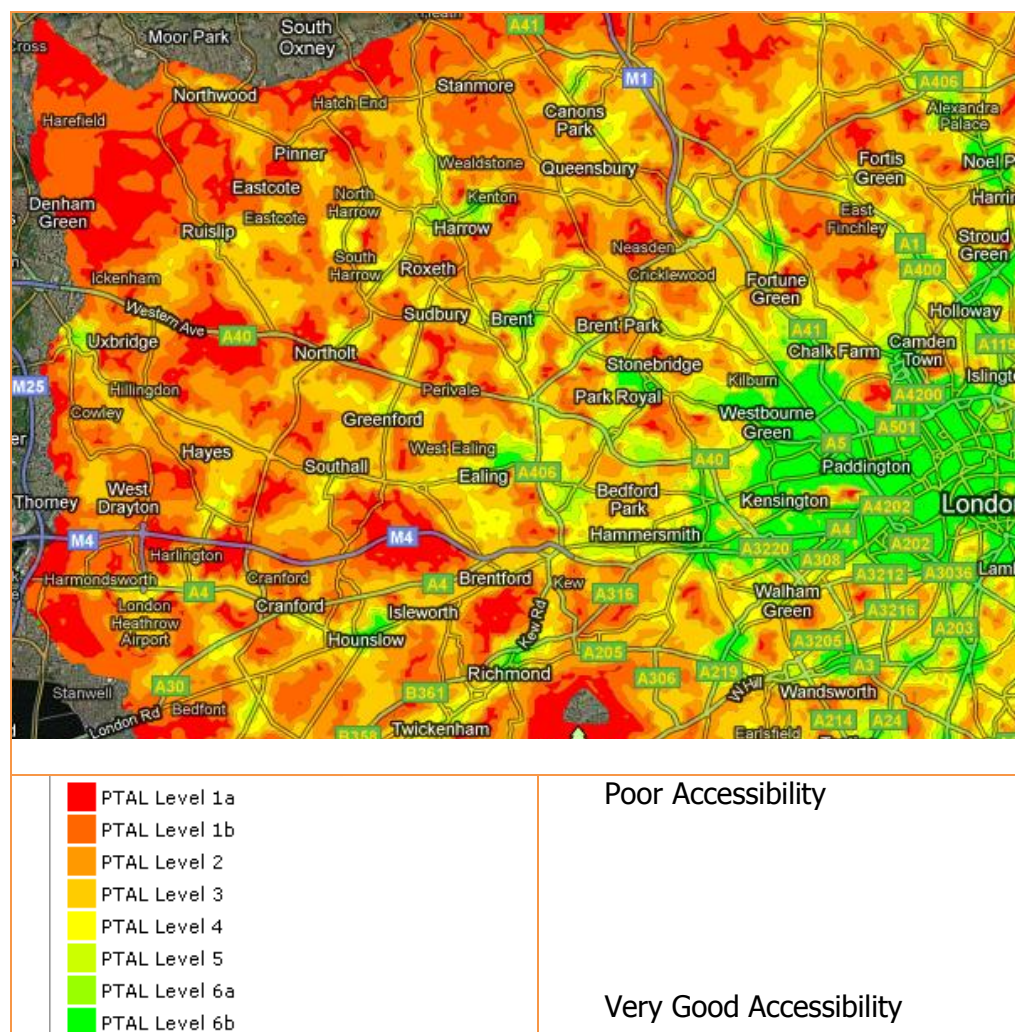 South
Oxney
Moor Park
A41
M1
Stanmore
A406
Northwood
Hatch End
Canons
Park
Alexandra
Palace
Harefield
Pinner
Wealdstone
Queensbury
Fortis
Green
Noel P
Eastcote
North
Harrow
Kenton
Denham
Green
Eastcote
Harrow
East
Finchley
Harrin
Ruislip
Neasden
A1
Stroud
Green
Ickenham
South
Harrow
Roxeth
Cricklewood
Fortune
Green
A400
Western Ave
Sudbury
Brent
Brent Park
Holloway
Uxbridge
A40
Northolt
A41
Chalk Farm
Camden
Town
A119
Stonebridge
M25
Hillingdon
Perivale
Park Royal
Kilburn
Islingt
Cowley
Greenford
Westbourne
Green
A4200
A501
A5
Hayes
West Ealing
A40
Paddington
Southall
Ealing
A406
Thorney
West
Drayton
Bedford
Park
Kensington
A4202
London
M4
M4
Hammersmith
A4
Harlington
A3220
A308
A202
Harmondsworth
Cranford
A4
Brentford
Kew
A3212
A3036
Lam
A4
Cranford
Isleworth
A316
Walham
Green
London
Heathrow
Airport
Hounslow
Kew Rd
A3216
A203
A205
A3205
Richmond
A219
A3
Stanwell
A30
B361
A306
W Hill
Wandsworth
London Rd
Bedfont
B358
Twickenham
Earlsfield
A214
A24
PTAL Level 1a
PTAL Level 1b
PTAL Level 2
PTAL Level 3
PTAL Level 4
PTAL Level 5
PTAL Level 6a
PTAL Level 6b
Poor Accessibility
Very Good Accessibility